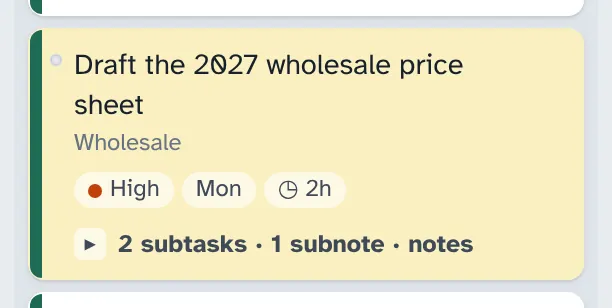 Draft the 2027 wholesale price
sheet
Wholesale
High Mon 2h
2 subtasks · 1 subnote · notes